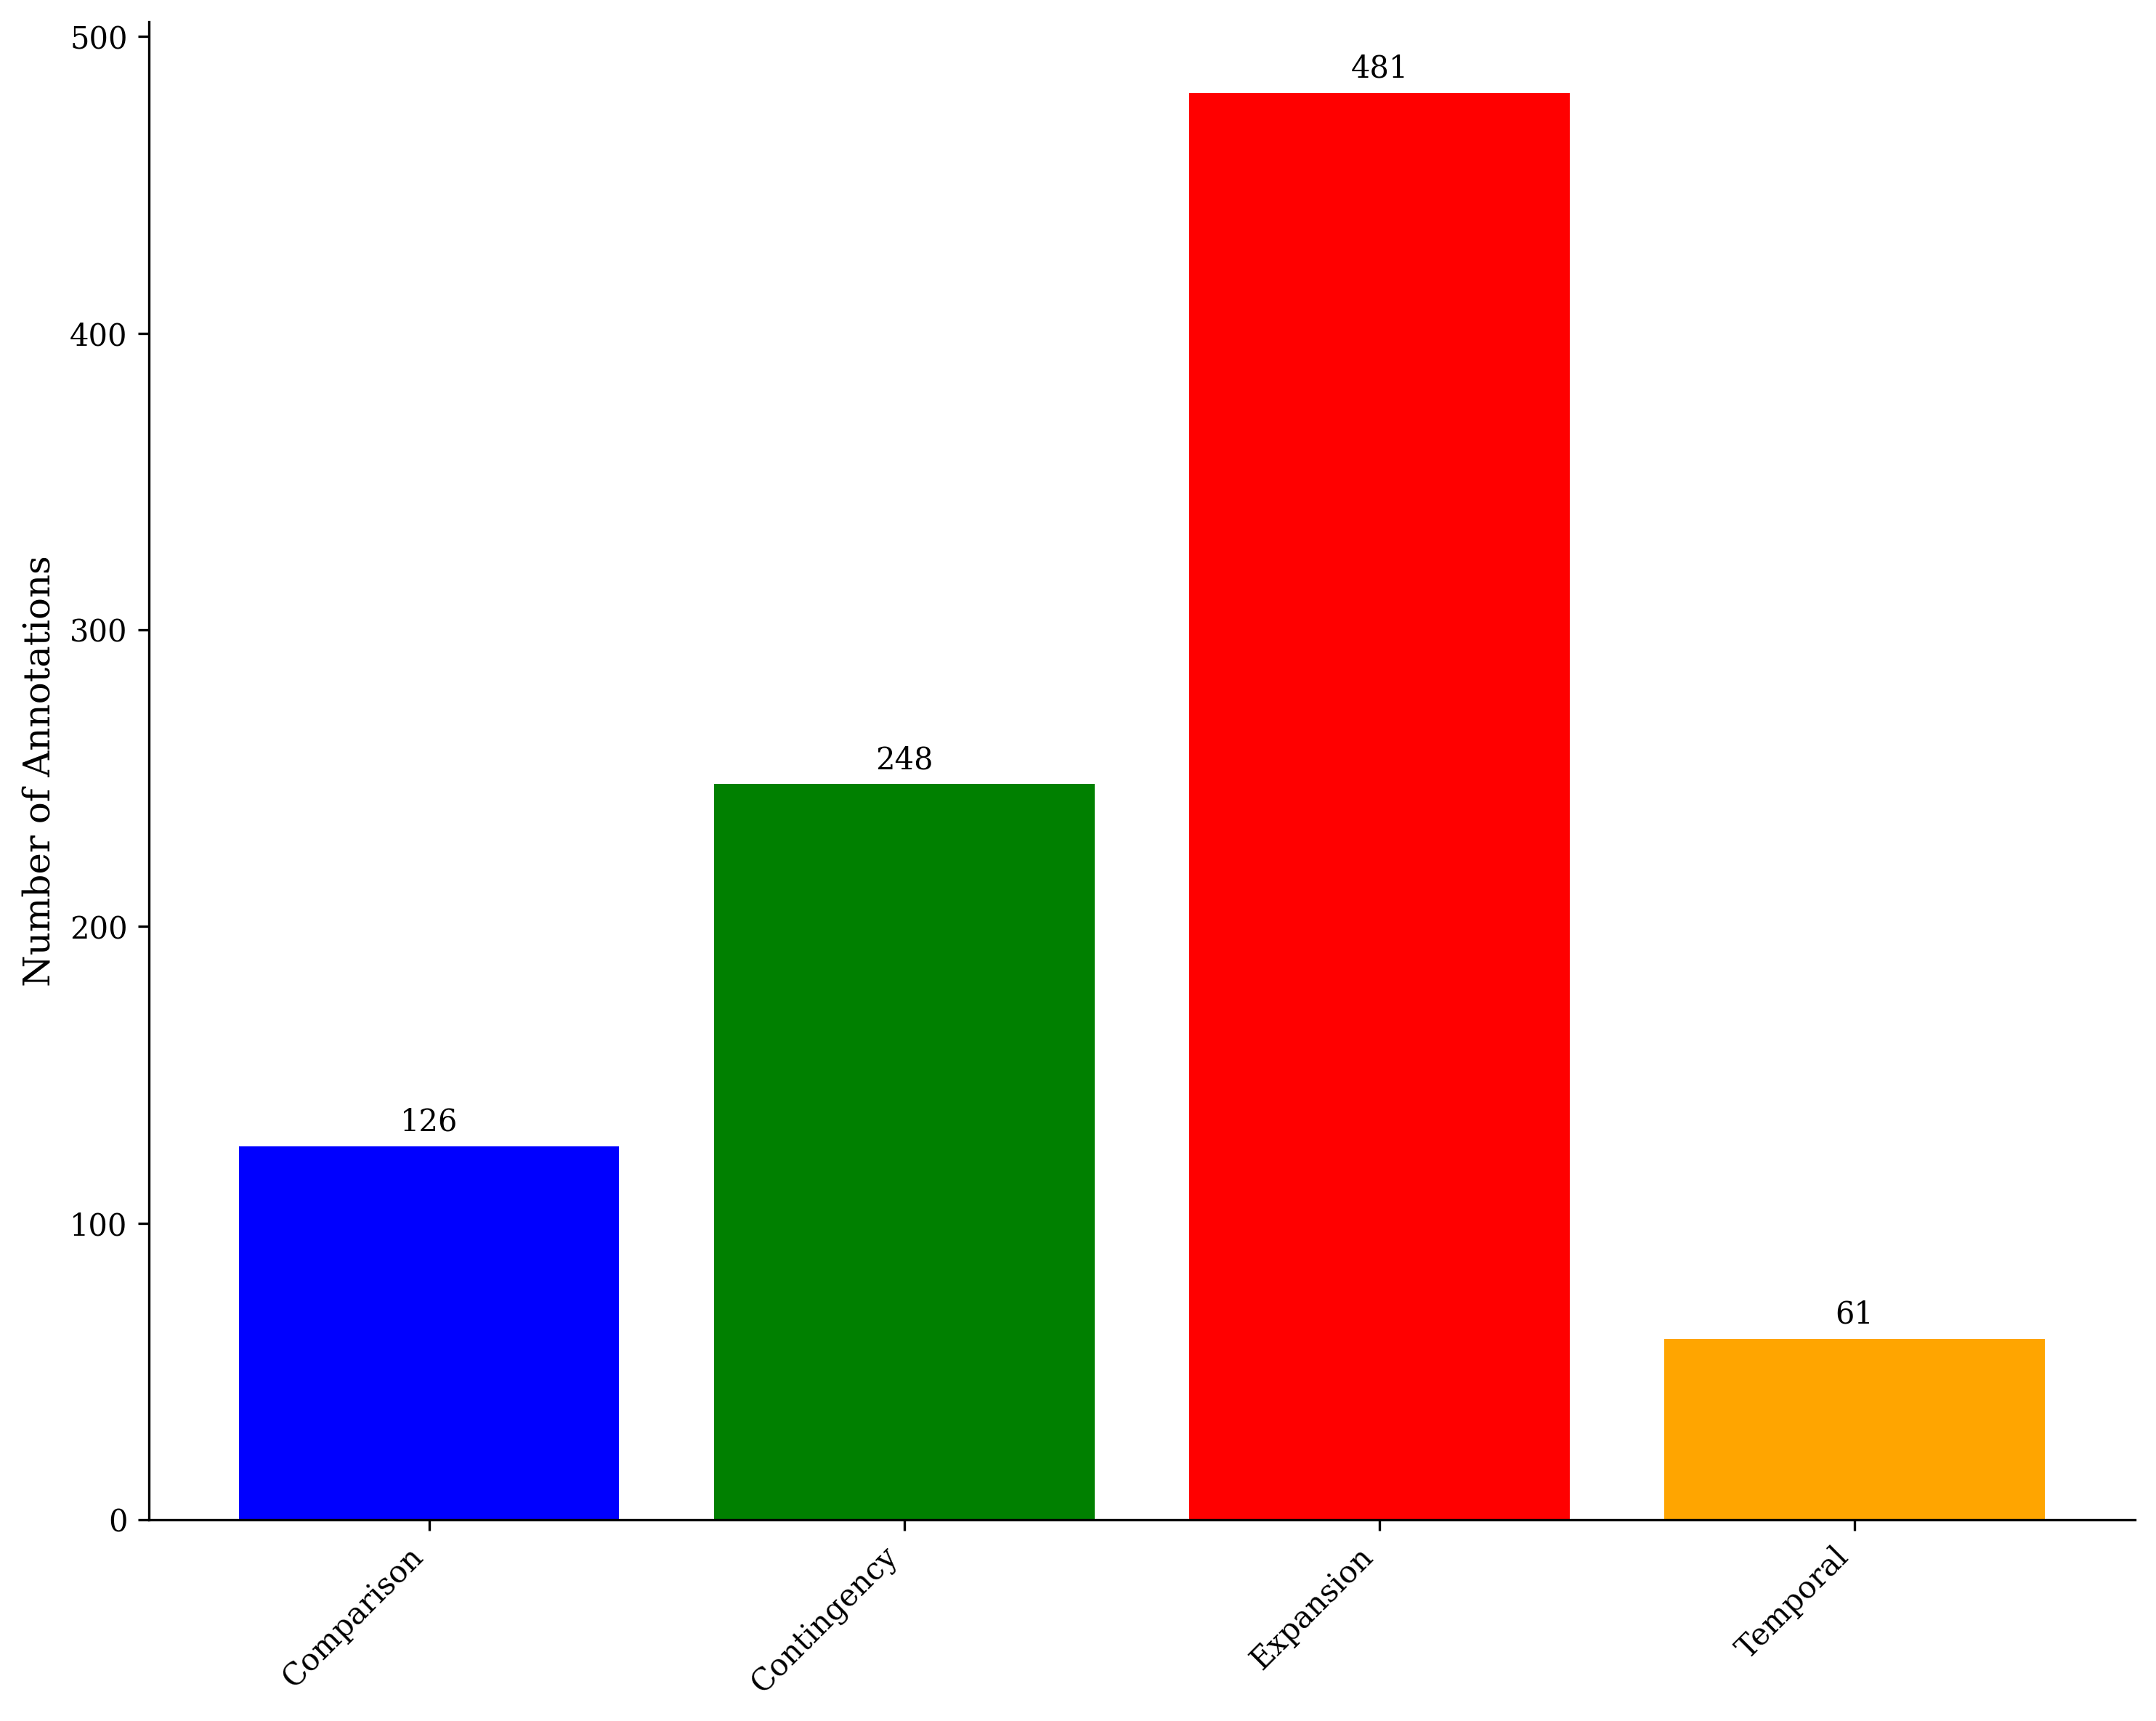 Number of Annotations
500
400
300
200
100
0
126
248
481
61
Comparison
Contingency
Expansion
Temporal